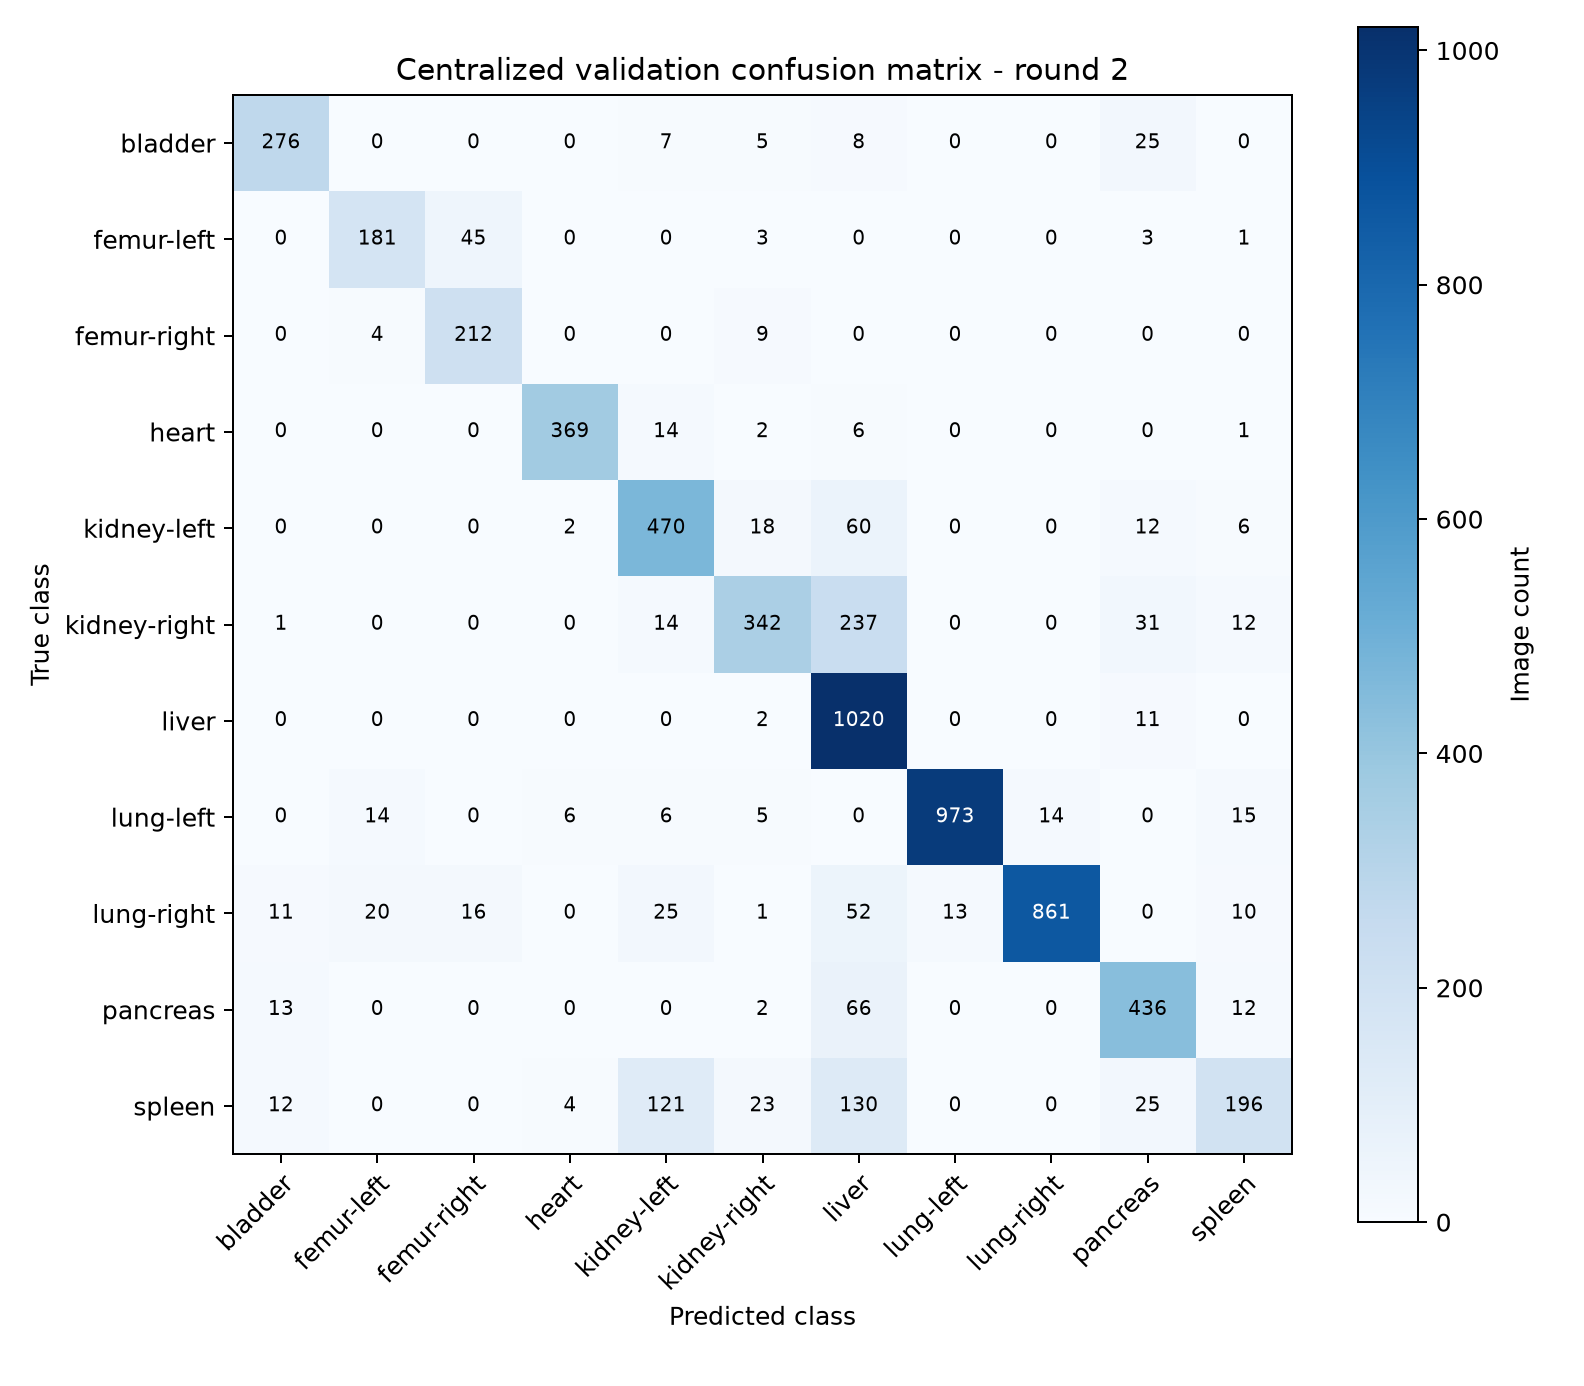 Centralized validation confusion matrix - round 2
bladder 276 0 0 0 7 5 8 0 0 25 0
femur-left 0 181 45 0 0 3 0 0 0 3 1
femur-right 0 4 212 0 0 9 0 0 0 0 0
heart 0 0 0 369 14 2 6 0 0 0 1
kidney-left 0 0 0 2 470 18 60 0 0 12 6
kidney-right 1 0 0 0 14 342 237 0 0 31 12
liver 0 0 0 0 0 2 1020 0 0 11 0
lung-left 0 14 0 6 6 5 0 973 14 0 15
lung-right 11 20 16 0 25 1 52 13 861 0 10
pancreas 13 0 0 0 0 2 66 0 0 436 12
spleen 12 0 0 4 121 23 130 0 0 25 196
bladder femur-left femur-right heart kidney-left kidney-right liver lung-left lung-right pancreas spleen
Predicted class
True class
1000
800
600
400
200
0
Image count